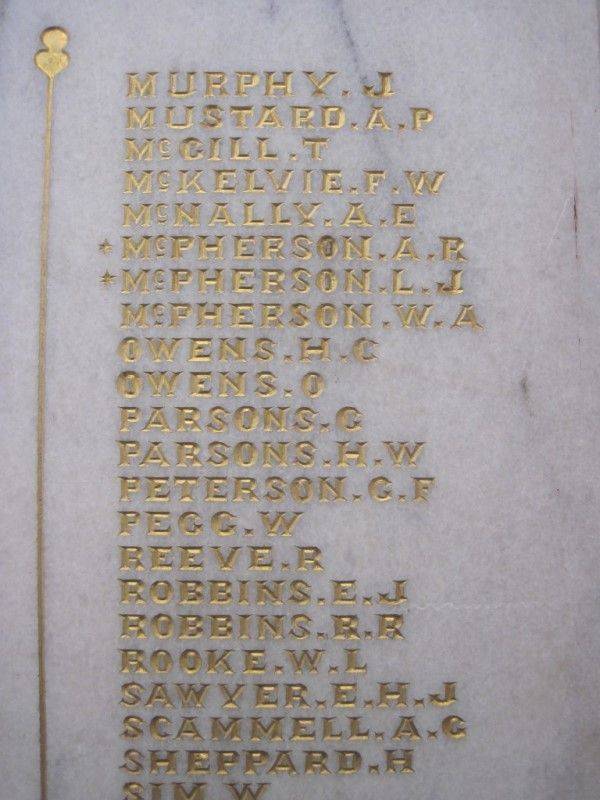 MURPHY. J
MUSTARD. A. P
McGILL. T
McKELVIE. F. W
McNALLY. A. E
* McPHERSON. A. R
* McPHERSON. L. J
McPHERSON. W. A
OWENS. H. C
OWENS. O
PARSONS. G
PARSONS. H. W
PETERSON. G. F
PEGG. W
REEVE. R
ROBBINS. E. J
ROBBINS. R. R
ROOKE. W. L
SAWYER. E. H. J
SCAMMELL. A. G
SHEPPARD. H
SIM. W